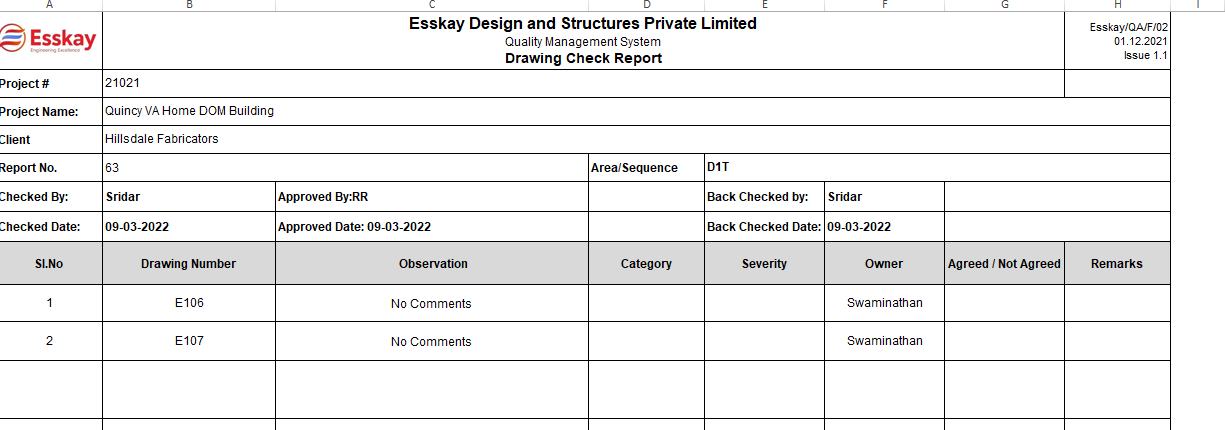 A B C D E F G H I
Esskay
Engineering Excellence
Esskay Design and Structures Private Limited
Quality Management System
Drawing Check Report
Esskay/QA/F/02
01.12.2021
Issue 1.1
Project # 21021
Project Name: Quincy VA Home DOM Building
Client Hillsdale Fabricators
Report No. 63 Area/Sequence D1T
Checked By: Sridar Approved By:RR Back Checked by: Sridar
Checked Date: 09-03-2022 Approved Date: 09-03-2022 Back Checked Date: 09-03-2022
Sl.No Drawing Number Observation Category Severity Owner Agreed / Not Agreed Remarks
1 E106 No Comments Swaminathan
2 E107 No Comments Swaminathan